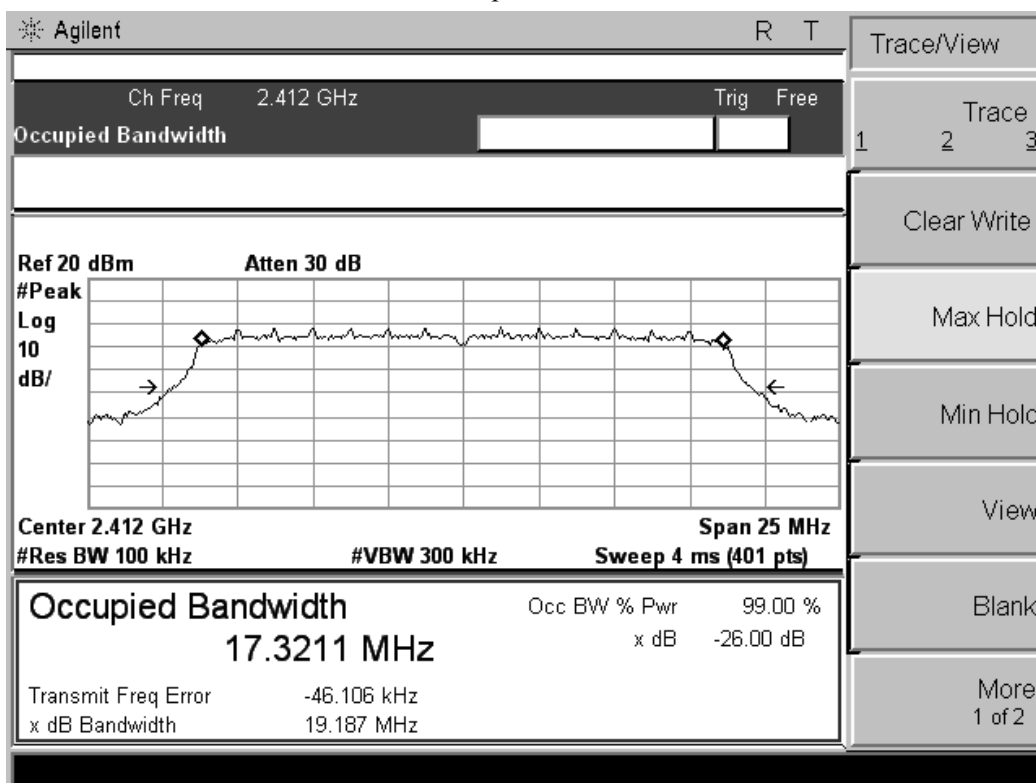 Agilent R T
Trace/View
Ch Freq 2.412 GHz Trig Free
Occupied Bandwidth
Trace
1 2 3
Clear Write
Max Hold
Min Hold
View
Blank
More
1 of 2
Ref 20 dBm Atten 30 dB
#Peak
Log
10
dB/
Center 2.412 GHz Span 25 MHz
#Res BW 100 kHz #VBW 300 kHz Sweep 4 ms (401 pts)
Occupied Bandwidth
17.3211 MHz
Occ BW % Pwr 99.00 %
x dB -26.00 dB
Transmit Freq Error -46.106 kHz
x dB Bandwidth 19.187 MHz